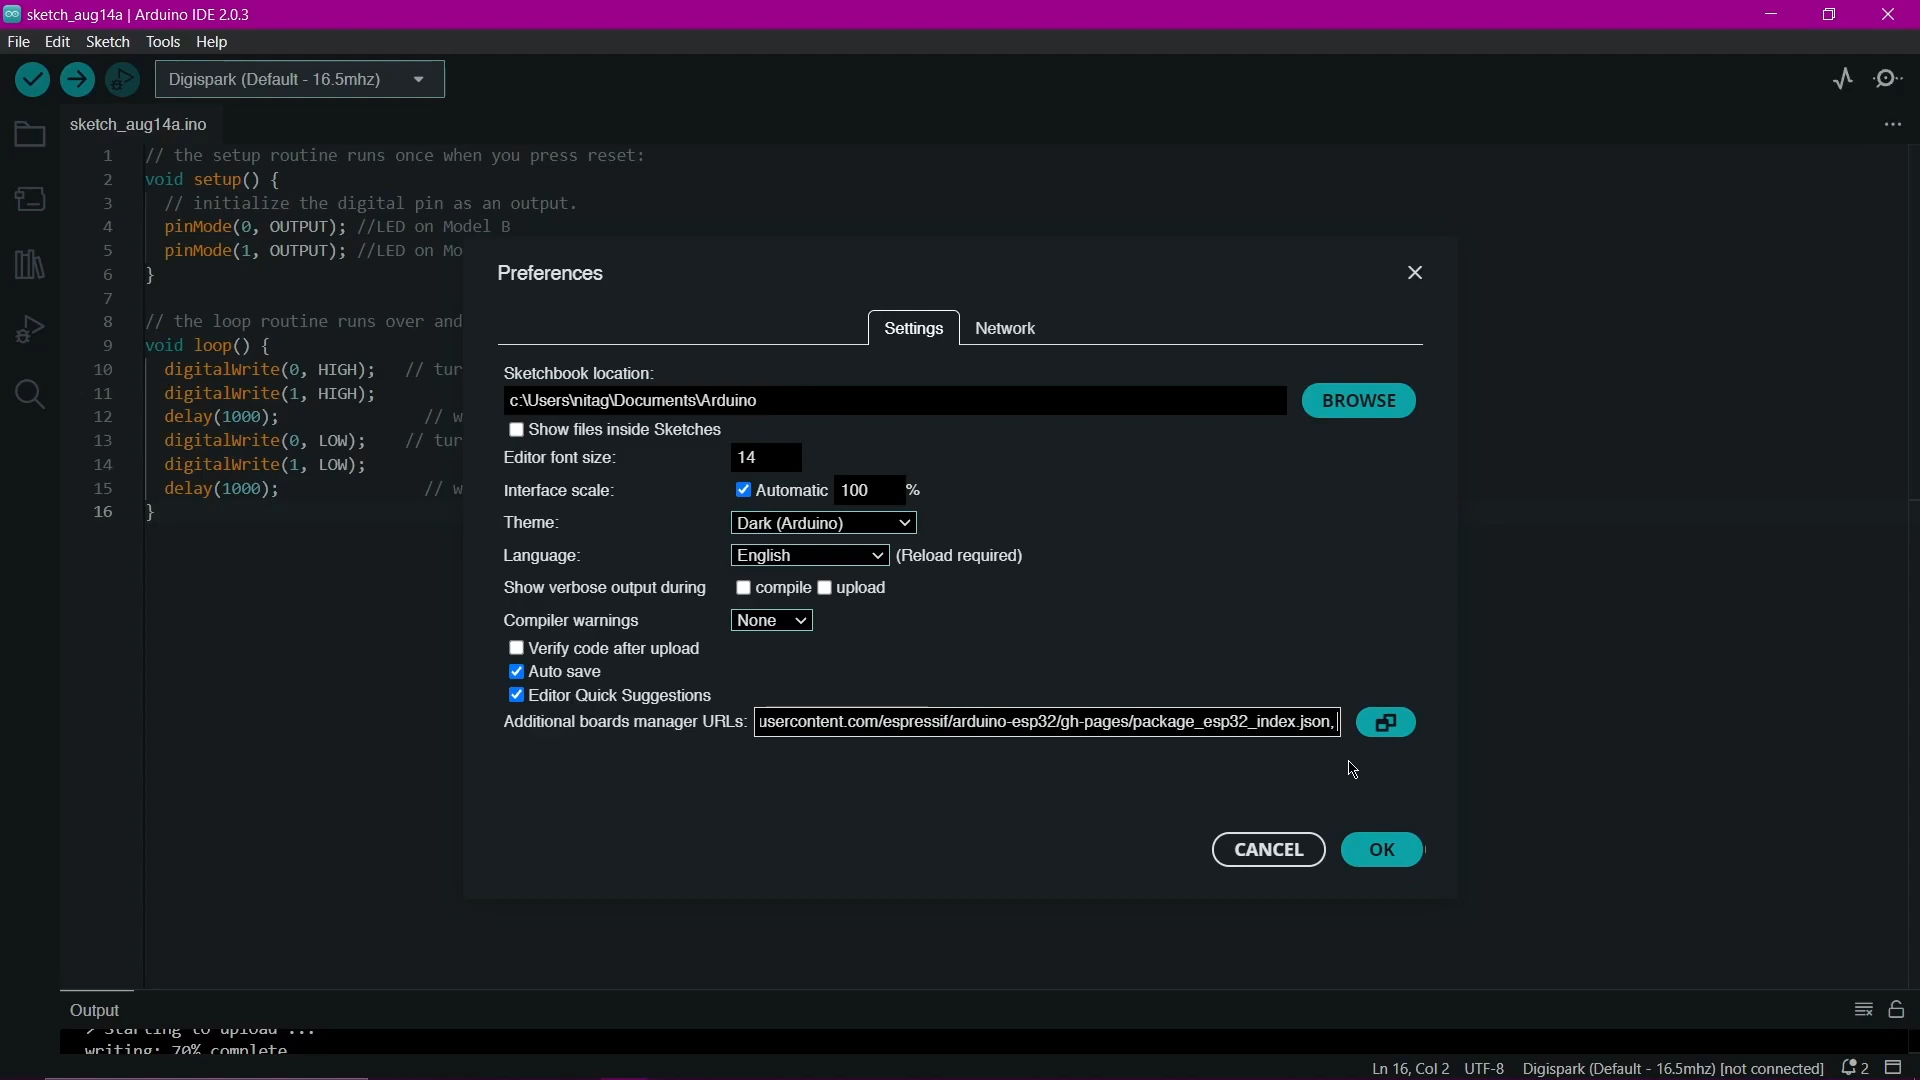 sketch_aug14a | Arduino IDE 2.0.3
File Edit Sketch Tools Help
Digispark (Default - 16.5mhz)
sketch_aug14a.ino
1 // the setup routine runs once when you press reset:
2 void setup() {
3 // initialize the digital pin as an output.
4 pinMode(0, OUTPUT); //LED on Model B
5 pinMode(1, OUTPUT); //LED on Mo
6 }
7
8 // the loop routine runs over and
9 void loop() {
10 digitalWrite(0, HIGH); // tur
11 digitalWrite(1, HIGH);
12 delay(1000); // w
13 digitalWrite(0, LOW); // tur
14 digitalWrite(1, LOW);
15 delay(1000); // w
16 }
Preferences
Settings Network
Sketchbook location:
c:\Users\nitag\Documents\Arduino BROWSE
Show files inside Sketches
Editor font size: 14
Interface scale: Automatic 100 %
Theme: Dark (Arduino)
Language: English (Reload required)
Show verbose output during compile upload
Compiler warnings None
Verify code after upload
Auto save
Editor Quick Suggestions
Additional boards manager URLs: usercontent.com/espressif/arduino-esp32/gh-pages/package_esp32_index.json,
CANCEL OK
Output
> Starting to upload ...
writing: 70% complete
Ln 16, Col 2 UTF-8 Digispark (Default - 16.5mhz) [not connected] 2